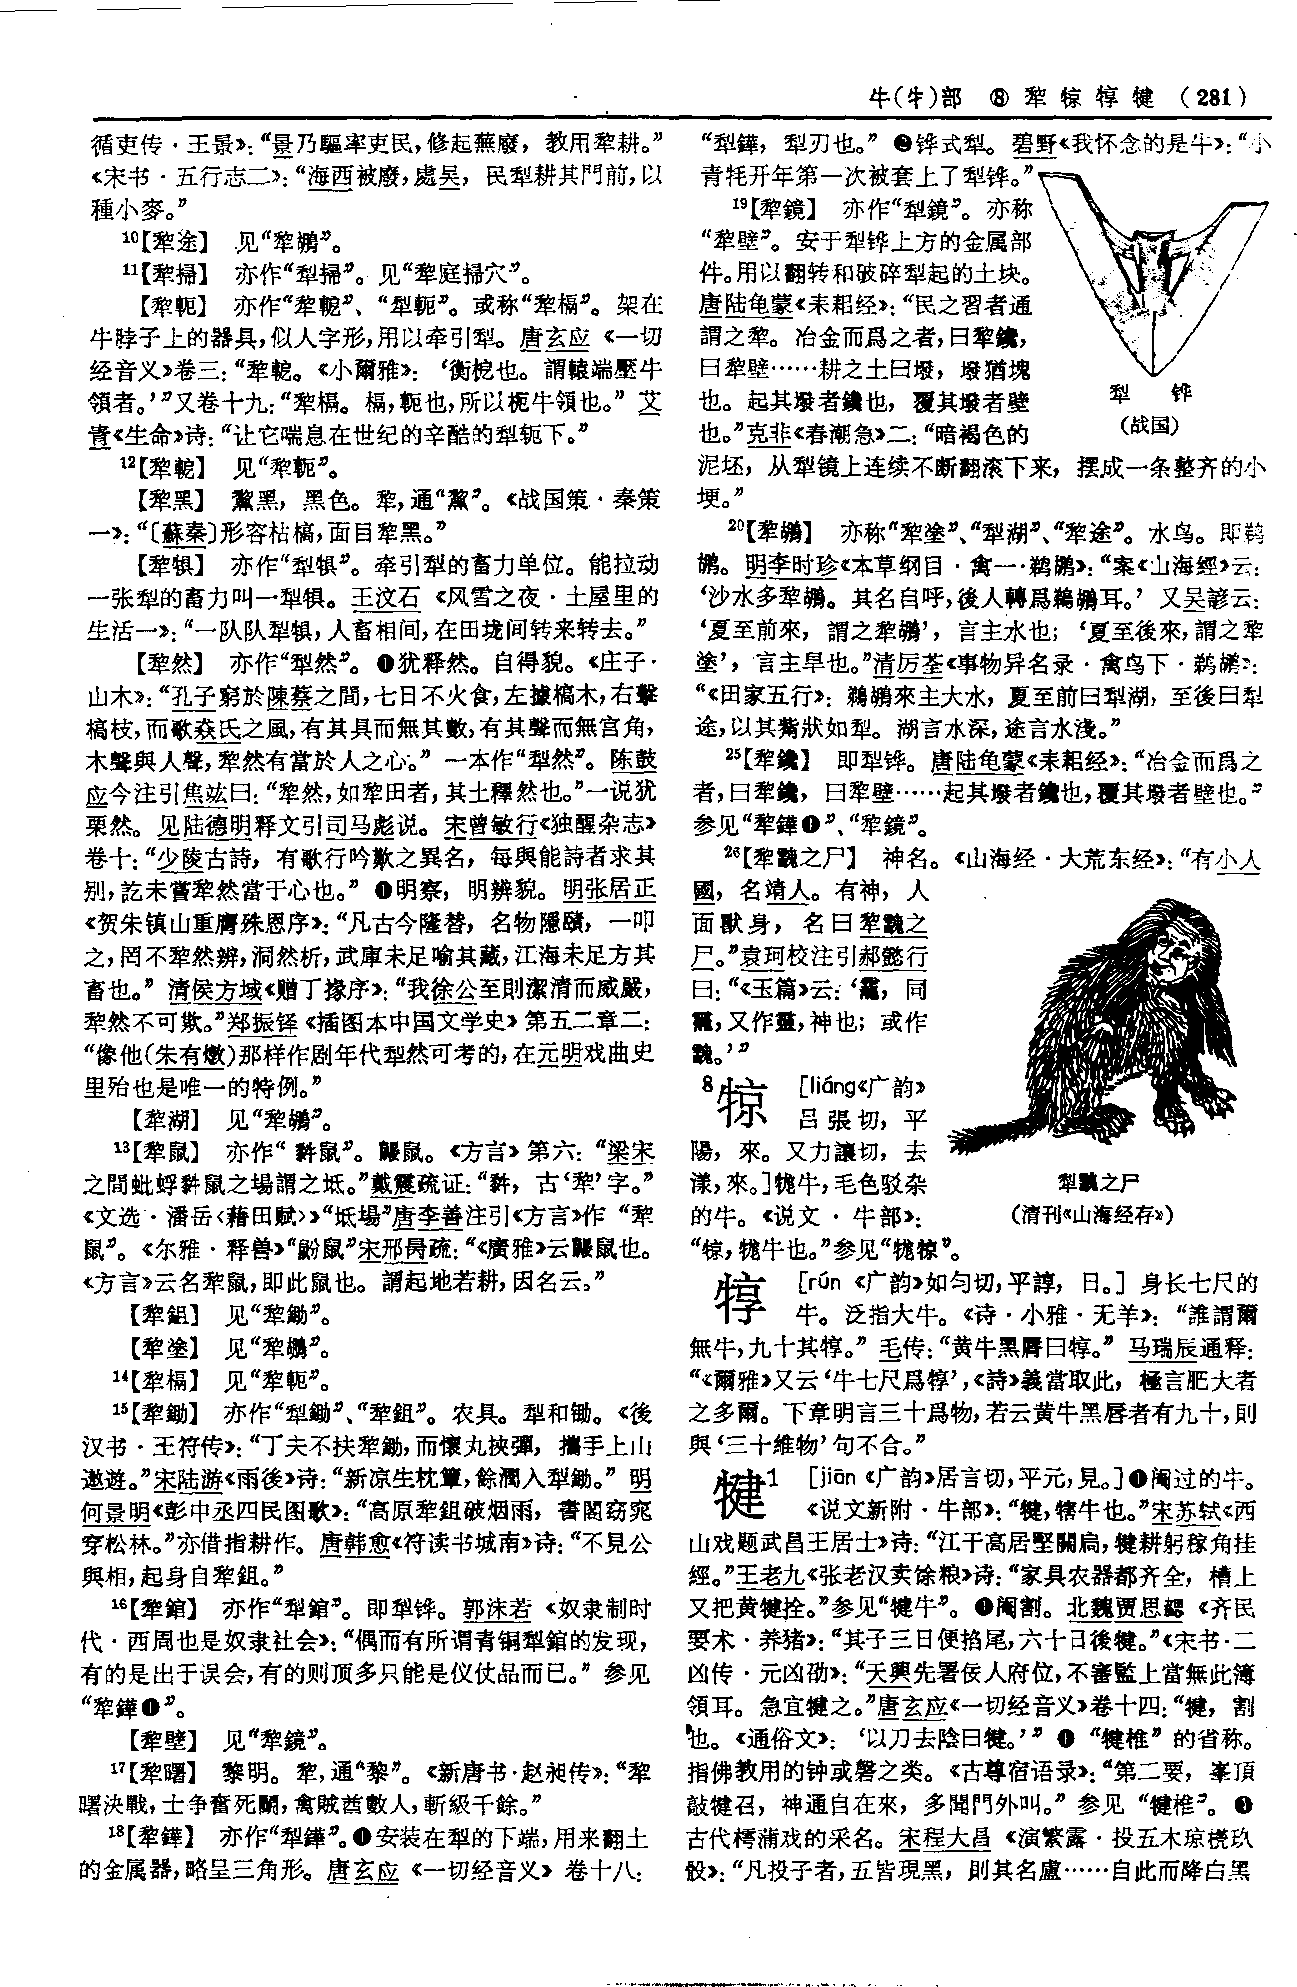 牛(牜)部 ⑧ 犂 㹁 犉 犍 (281)
循吏传·王景》：“景乃驅率吏民，修起蕪廢，教用犂耕。”
《宋书·五行志二》：“海西被廢，處吴，民犁耕其門前，以
種小麥。”
10【犂途】 见“犂鶘”。
11【犂掃】 亦作“犁掃”。见“犂庭掃穴”。
【犂軛】 亦作“犂軶”、“犁軛”。或称“犂槅”。架在
牛脖子上的器具，似人字形，用以牵引犁。唐玄应《一切
经音义》卷三：“犂軶。《小爾雅》：‘衡扼也。謂轅端壓牛
領者。’”又卷十九：“犂槅。槅，軛也，所以枙牛領也。” 艾
青《生命》诗：“让它喘息在世纪的辛酷的犁轭下。”
12【犂軶】 见“犂軛”。
【犂黑】 黧黑，黑色。犂，通“黧”。《战国策·秦策
一》：“〔蘇秦〕形容枯槁，面目犂黑。”
【犂犋】 亦作“犁犋”。牵引犁的畜力单位。能拉动
一张犁的畜力叫一犁犋。王汶石《风雪之夜·土屋里的
生活一》：“一队队犁犋，人畜相间，在田垅间转来转去。”
【犂然】 亦作“犁然”。❶犹释然。自得貌。《庄子·
山木》：“孔子窮於陳蔡之間，七日不火食，左據槁木，右擊
槁枝，而歌猋氏之風，有其具而無其數，有其聲而無宫角，
木聲與人聲，犂然有當於人之心。” 一本作“犁然”。陈鼓
应今注引焦竑曰：“犂然，如犂田者，其土釋然也。”一说犹
栗然。见陆德明释文引司马彪说。宋曾敏行《独醒杂志》
卷十：“少陵古詩，有歌行吟歎之異名，每與能詩者求其
别，訖未嘗犂然當于心也。” ❶明察，明辨貌。明张居正
《贺朱镇山重膺殊恩序》：“凡古今隆替，名物隱賾，一叩
之，罔不犂然辨，洞然析，武庫未足喻其藏，江海未足方其
畜也。” 清侯方域《赠丁掾序》：“我徐公至則潔清而威嚴，
犂然不可欺。”郑振铎《插图本中国文学史》第五二章二：
“像他(朱有燉)那样作剧年代犁然可考的，在元明戏曲史
里殆也是唯一的特例。”
【犂湖】 见“犂鶘”。
13【犂鼠】 亦作“㸚鼠”。鼹鼠。《方言》第六：“梁宋
之間蚍蜉鼠之場謂之坻。”戴震疏证：“，古‘犂’字。”
《文选·潘岳〈藉田赋〉》“坻場”唐李善注引《方言》作“犂
鼠”。《尔雅·释兽》“鼢鼠”宋邢昺疏：“《廣雅》云鼹鼠也。
《方言》云名犂鼠，即此鼠也。謂起地若耕，因名云。”
【犂鉏】 见“犂鋤”。
【犂塗】 见“犂鶘”。
14【犂槅】 见“犂軛”。
15【犂鋤】 亦作“犁鋤”、“犂鉏”。农具。犁和锄。《後
汉书·王符传》：“丁夫不扶犂鋤，而懷丸挾彈，攜手上山
遨遊。”宋陆游《雨後》诗：“新凉生枕簟，餘潤入犁鋤。” 明
何景明《彭中丞四民图歌》：“高原犂鉏破烟雨，書閣窈窕
穿松林。”亦借指耕作。唐韩愈《符读书城南》诗：“不見公
與相，起身自犂鉏。”
16【犂錧】 亦作“犁錧”。即犁铧。郭沫若《奴隶制时
代·西周也是奴隶社会》：“偶而有所谓青铜犁錧的发现，
有的是出于误会，有的则顶多只能是仪仗品而已。” 参见
“犂鏵❶”。
【犂壁】 见“犂鏡”。
17【犂曙】 黎明。犂，通“黎”。《新唐书·赵昶传》：“犂
曙決戰，士争奮死鬭，禽賊酋數人，斬級千餘。”
18【犂鏵】 亦作“犁鏵”。❶安装在犁的下端，用来翻土
的金属器，略呈三角形。唐玄应《一切经音义》卷十八：
“犁鏵，犁刃也。” ❷铧式犁。碧野《我怀念的是牛》：“小
青牦开年第一次被套上了犁铧。”
19【犂鏡】 亦作“犁鏡”。亦称
“犂壁”。安于犁铧上方的金属部
件。用以翻转和破碎犁起的土块。
唐陆龟蒙《耒耜经》：“民之習者通
謂之犂。冶金而爲之者，曰犂鑱，
曰犂壁……耕之土曰墢，墢猶塊
也。起其墢者鑱也，覆其墢者壁
也。”克非《春潮急》二：“暗褐色的
泥坯，从犁镜上连续不断翻滚下来，摆成一条整齐的小
埂。”
犁 铧
(战国)
20【犂鶘】 亦称“犂塗”、“犁湖”、“犂途”。水鸟。即鹈
鹕。明李时珍《本草纲目·禽一·鹈鹕》：“案《山海經》云：
‘沙水多犂鶘。其名自呼，後人轉爲鵜鶘耳。’ 又吴諺云：
‘夏至前來，謂之犂鶘’，言主水也；‘夏至後來，謂之犂
塗’，言主旱也。”清厉荃《事物异名录·禽鸟下·鹈鹕》：
“《田家五行》：鵜鶘來主大水，夏至前曰犁湖，至後曰犁
途，以其觜狀如犁。湖言水深，途言水淺。”
25【犂鑱】 即犁铧。唐陆龟蒙《耒耜经》：“冶金而爲之
者，曰犂鑱，曰犂壁……起其墢者鑱也，覆其墢者壁也。”
参见“犂鏵❶”、“犂鏡”。
26【犂䰱之尸】 神名。《山海经·大荒东经》：“有小人
國，名靖人。有神，人
面獸身，名曰犂䰱之
尸。”袁珂校注引郝懿行
曰：“《玉篇》云：‘，同
，又作靈，神也；或作
䰱。’”
犂䰱之尸
(清刊《山海经存》)
8 㹁 [liáng《广韵》
吕張切，平
陽，來。又力讓切，去
漾，來。]牻牛，毛色驳杂
的牛。《说文·牛部》：
“㹁，牻牛也。”参见“牻㹁”。
犉 [rún《广韵》如匀切，平諄，日。] 身长七尺的
牛。泛指大牛。《诗·小雅·无羊》：“誰謂爾
無牛，九十其犉。” 毛传：“黄牛黑脣曰犉。” 马瑞辰通释：
“《爾雅》又云‘牛七尺爲犉’，《詩》義當取此，極言肥大者
之多爾。下章明言三十爲物，若云黄牛黑唇者有九十，則
與‘三十維物’句不合。”
犍1 [jiān《广韵》居言切，平元，見。]❶阉过的牛。
《说文新附·牛部》：“犍，犗牛也。”宋苏轼《西
山戏题武昌王居士》诗：“江干高居堅關扃，犍耕躬稼角挂
經。”王老九《张老汉卖馀粮》诗：“家具农器都齐全，槽上
又把黄犍拴。”参见“犍牛”。❶阉割。北魏贾思勰《齐民
要术·养猪》：“其子三日便掐尾，六十日後犍。”《宋书·二
凶传·元凶劭》：“天興先署佞人府位，不審監上當無此簿
領耳。急宜犍之。”唐玄应《一切经音义》卷十四：“犍，割
也。《通俗文》：‘以刀去陰曰犍。’” ❶“犍椎”的省称。
指佛教用的钟或磬之类。《古尊宿语录》：“第二要，峯頂
敲犍召，神通自在來，多聞門外叫。” 参见“犍椎”。❸
古代樗蒲戏的采名。宋程大昌《演繁露·投五木琼橩玖
骰》：“凡投子者，五皆現黑，則其名盧……自此而降白黑